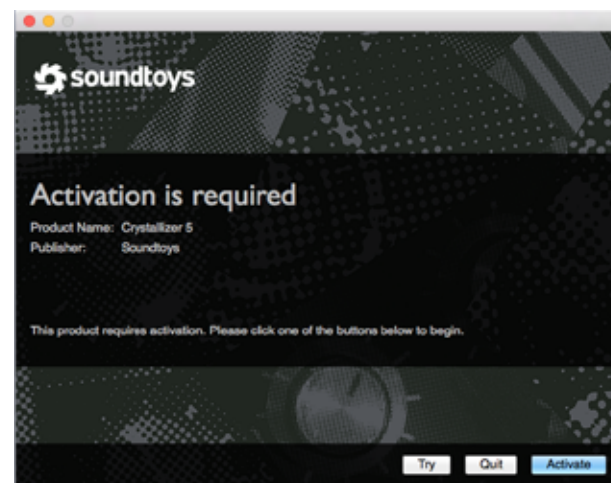 soundtoys
Activation is required
Product Name: Crystallizer 5
Publisher: Soundtoys
This product requires activation. Please click one of the buttons below to begin.
Try Quit Activate